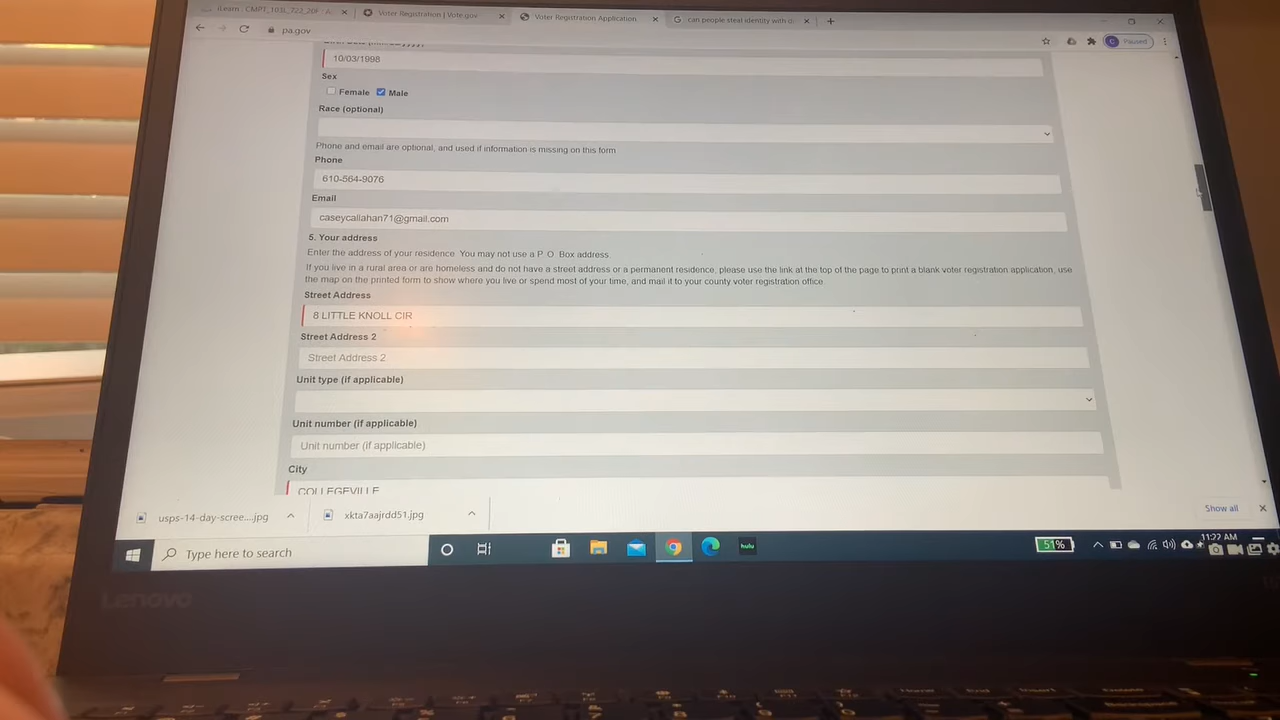 iLearn : CMPT_103L_722_20F: A
Voter Registration | Vote.gov
Voter Registration Application
can people steal identity with d
pa.gov
Paused
10/03/1998
Sex
Female Male
Race (optional)
Phone and email are optional, and used if information is missing on this form
Phone
610-564-9076
Email
caseycallahan71@gmail.com
5. Your address
Enter the address of your residence. You may not use a P. O. Box address.
If you live in a rural area or are homeless and do not have a street address or a permanent residence, please use the link at the top of the page to print a blank voter registration application, use
the map on the printed form to show where you live or spend most of your time, and mail it to your county voter registration office
Street Address
8 LITTLE KNOLL CIR
Street Address 2
Street Address 2
Unit type (if applicable)
Unit number (if applicable)
Unit number (if applicable)
City
COLLEGEVILLE
usps-14-day-scree....jpg
xkta7aajrdd51.jpg
Show all
Type here to search
hulu
51%
11:22 AM
Lenovo